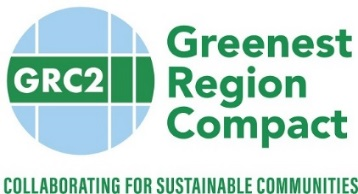 GRC2
Greenest
Region
Compact
COLLABORATING FOR SUSTAINABLE COMMUNITIES